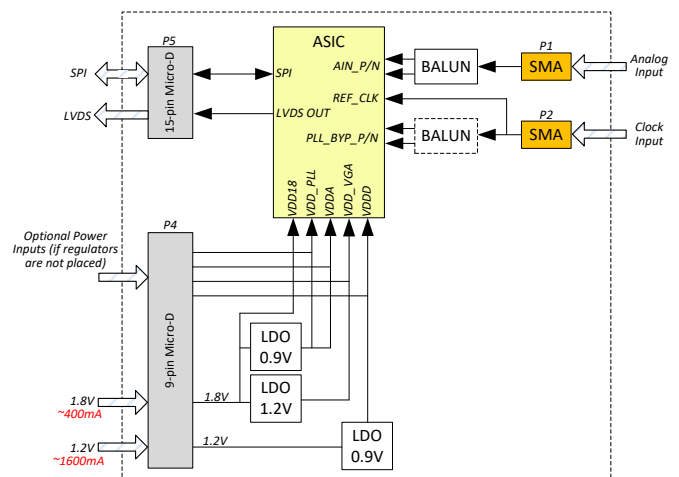 P5
15-pin Micro-D
SPI
LVDS
ASIC
SPI
LVDS OUT
AIN_P/N
REF_CLK
PLL_BYP_P/N
VDD18
VDD_PLL
VDDA
VDD_VGA
VDDD
BALUN
BALUN
P1
SMA
Analog
Input
P2
SMA
Clock
Input
P4
9-pin Micro-D
Optional Power
Inputs (if regulators
are not placed)
LDO
0.9V
1.8V
~400mA
1.8V
LDO
1.2V
1.2V
~1600mA
1.2V
LDO
0.9V